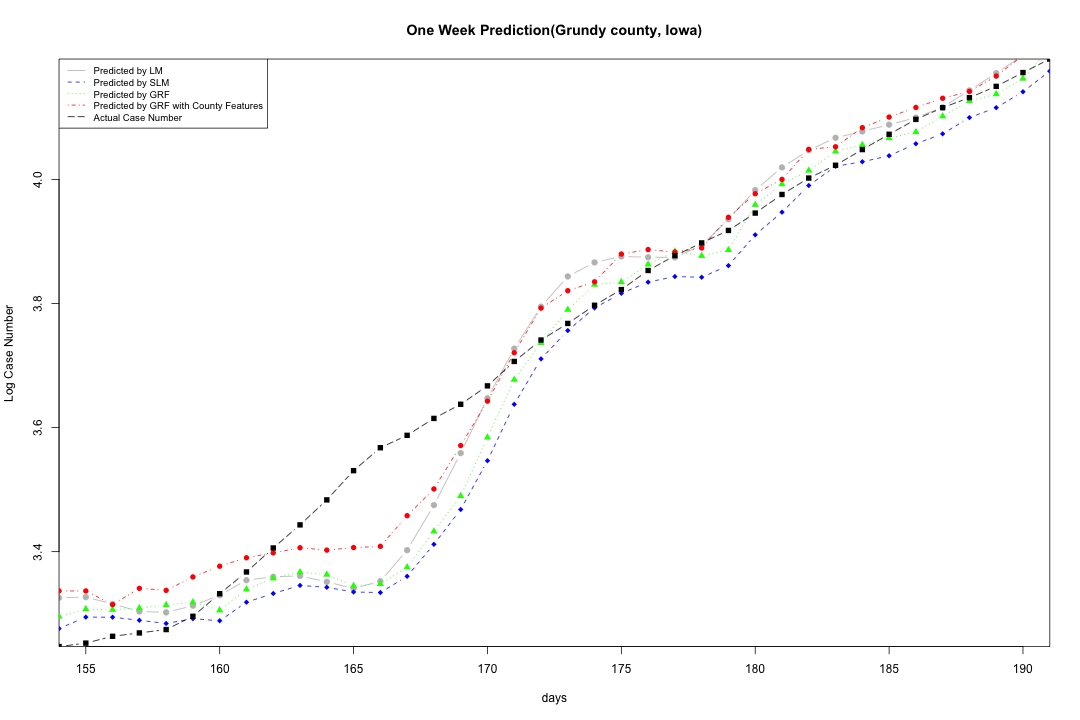 One Week Prediction(Grundy county, Iowa)
Predicted by LM
Predicted by SLM
Predicted by GRF
Predicted by GRF with County Features
Actual Case Number
Log Case Number
4.0
3.8
3.6
3.4
155 160 165 170 175 180 185 190
days